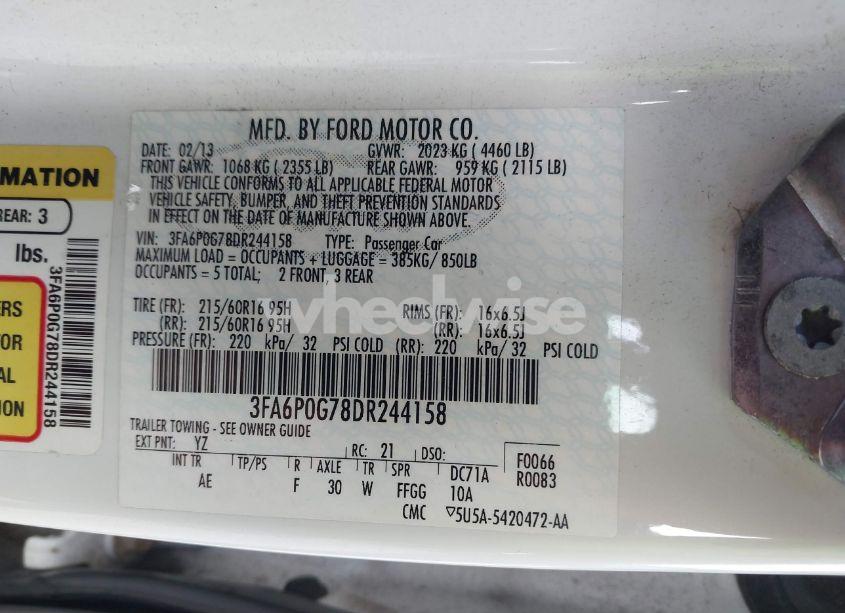 MFD. BY FORD MOTOR CO.
DATE: 02/13 GVWR: 2023 KG ( 4460 LB)
FRONT GAWR: 1068 KG ( 2355 LB) REAR GAWR: 959 KG ( 2115 LB)
THIS VEHICLE CONFORMS TO ALL APPLICABLE FEDERAL MOTOR
VEHICLE SAFETY, BUMPER, AND THEFT PREVENTION STANDARDS
IN EFFECT ON THE DATE OF MANUFACTURE SHOWN ABOVE.
VIN: 3FA6P0G78DR244158 TYPE: Passenger Car
MAXIMUM LOAD = OCCUPANTS + LUGGAGE = 385KG/ 850LB
OCCUPANTS = 5 TOTAL; 2 FRONT, 3 REAR
TIRE (FR): 215/60R16 95H RIMS (FR): 16x6.5J
(RR): 215/60R16 95H (RR): 16x6.5J
PRESSURE (FR): 220 kPa/ 32 PSI COLD (RR): 220 kPa/ 32 PSI COLD
3FA6P0G78DR244158
TRAILER TOWING - SEE OWNER GUIDE
EXT PNT: YZ RC: 21 DSO: F0066
INT TR TP/PS R AXLE TR SPR DC71A R0083
AE F 30 W FFGG 10A
CMC ▽5U5A-5420472-AA
MATION
REAR: 3
lbs.
ERS
TOR
AL
TION
3FA6P0G78DR244158
wheelwise